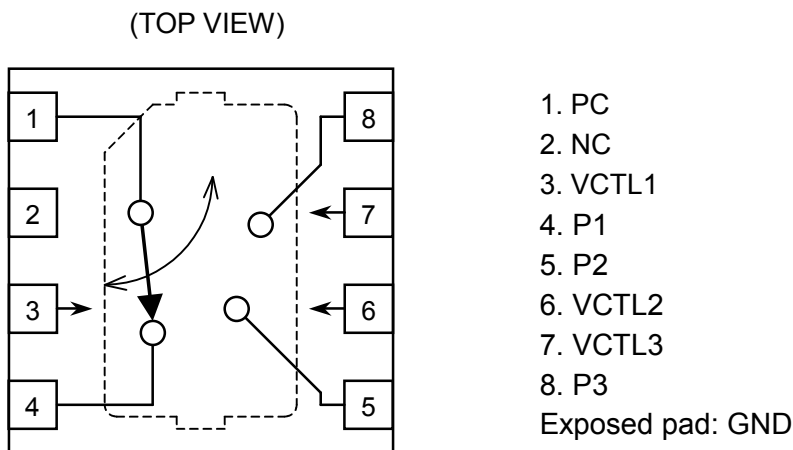 (TOP VIEW)
1
2
3
4
8
7
6
5
1. PC
2. NC
3. VCTL1
4. P1
5. P2
6. VCTL2
7. VCTL3
8. P3
Exposed pad: GND